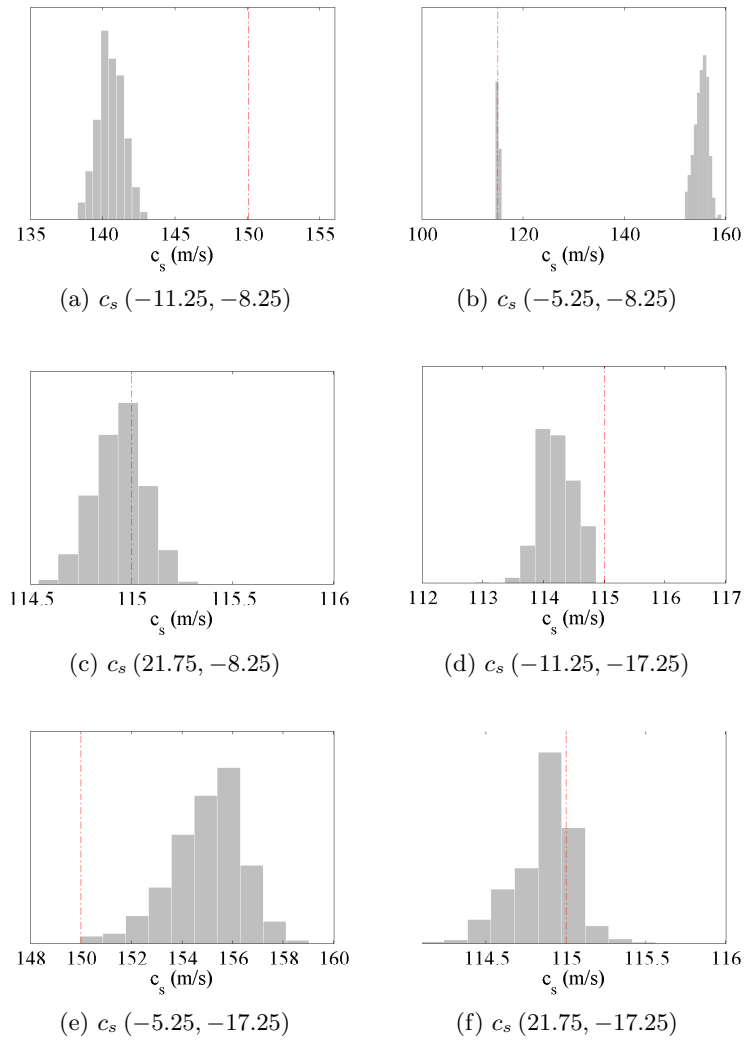 135 140 145 150 155
c_s (m/s)
(a) c_s (−11.25, −8.25)
100 120 140 160
c_s (m/s)
(b) c_s (−5.25, −8.25)
114.5 115 115.5 116
c_s (m/s)
(c) c_s (21.75, −8.25)
112 113 114 115 116 117
c_s (m/s)
(d) c_s (−11.25, −17.25)
148 150 152 154 156 158 160
c_s (m/s)
(e) c_s (−5.25, −17.25)
114.5 115 115.5 116
c_s (m/s)
(f) c_s (21.75, −17.25)